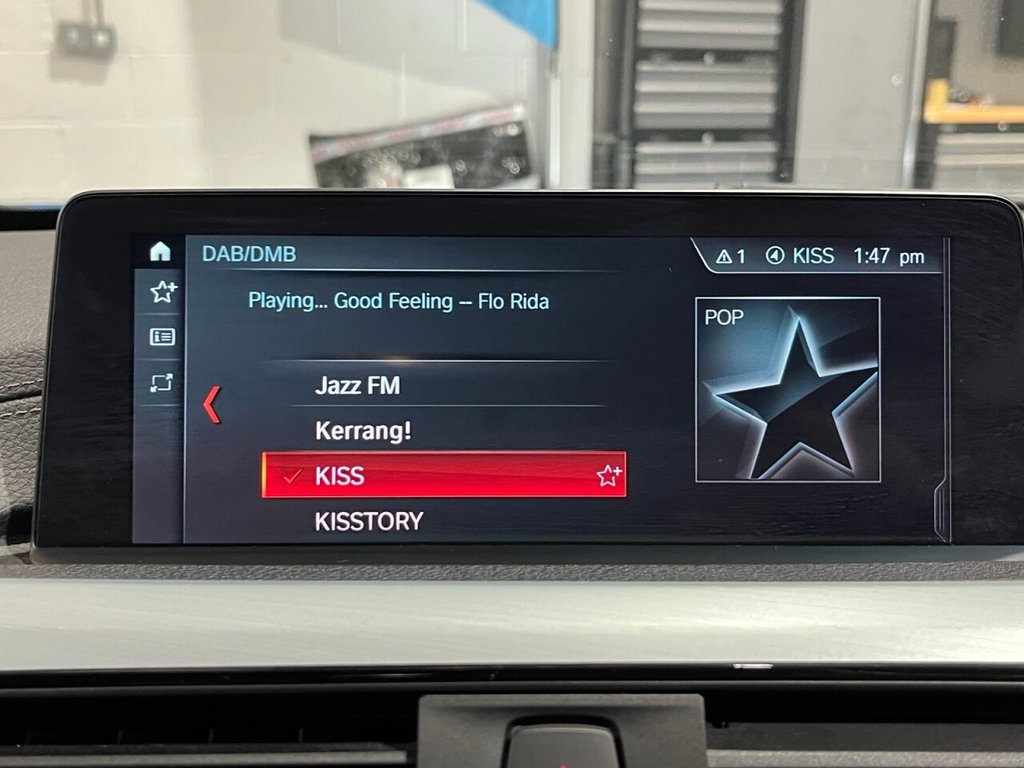 DAB/DMB
1 KISS 1:47 pm
Playing... Good Feeling – Flo Rida
POP
Jazz FM
Kerrang!
KISS
KISSTORY